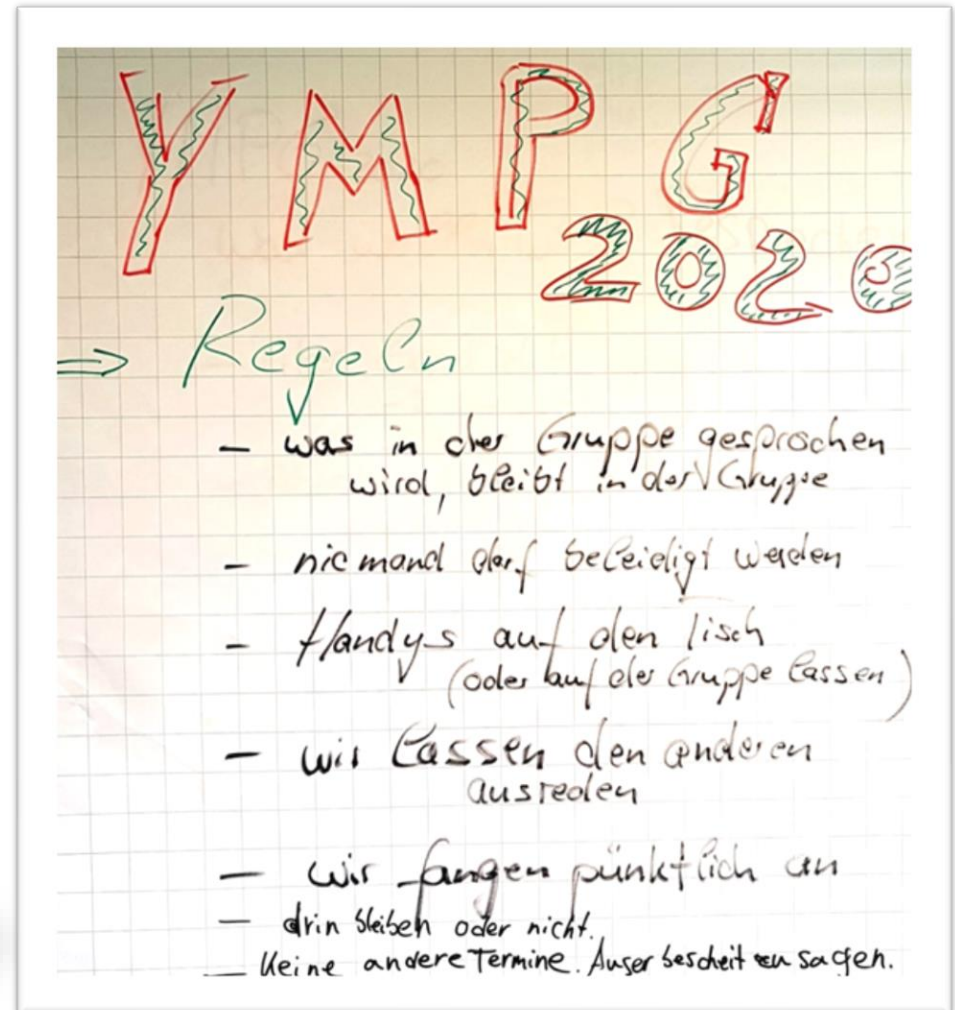 YMPG
2020
⇒ Regeln
– was in der Gruppe gesprochen
wird, bleibt in der Gruppe
– niemand darf beleidigt werden
– Handys auf den Tisch
(oder auf der Gruppe lassen)
– wir lassen den anderen
ausreden
– wir fangen pünktlich an
– drin bleiben oder nicht.
– Keine andere Termine. Auser bescheit zu sagen.